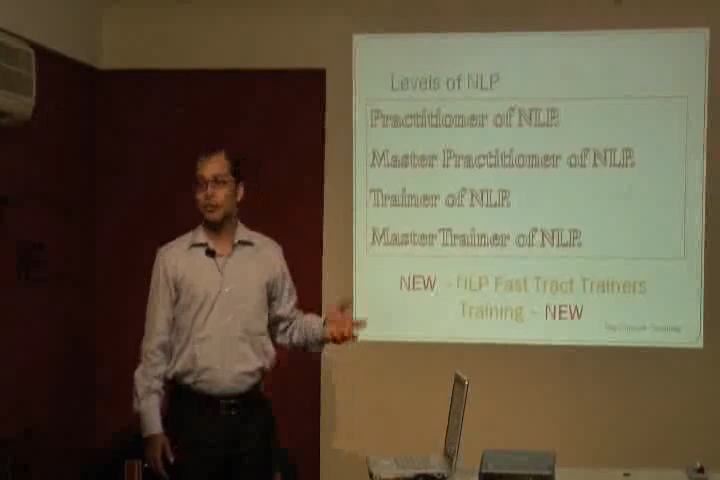 Levels of NLP
Practitioner of NLP.
Master Practitioner of NLP.
Trainer of NLP.
Master Trainer of NLP.
NEW - NLP Fast Tract Trainers
Training - NEW